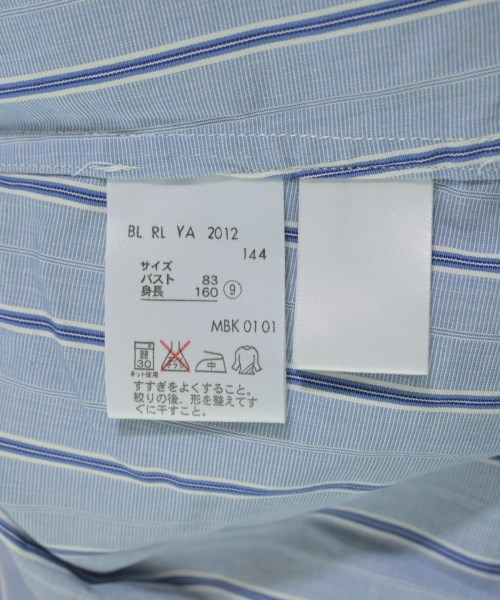 BL RL YA 2012
144
サイズ
バスト 83
身長 160 ⑨
MBK 0101
30
中
ネット使用
すすぎをよくすること。
絞りの後、形を整えてす
ぐに干すこと。